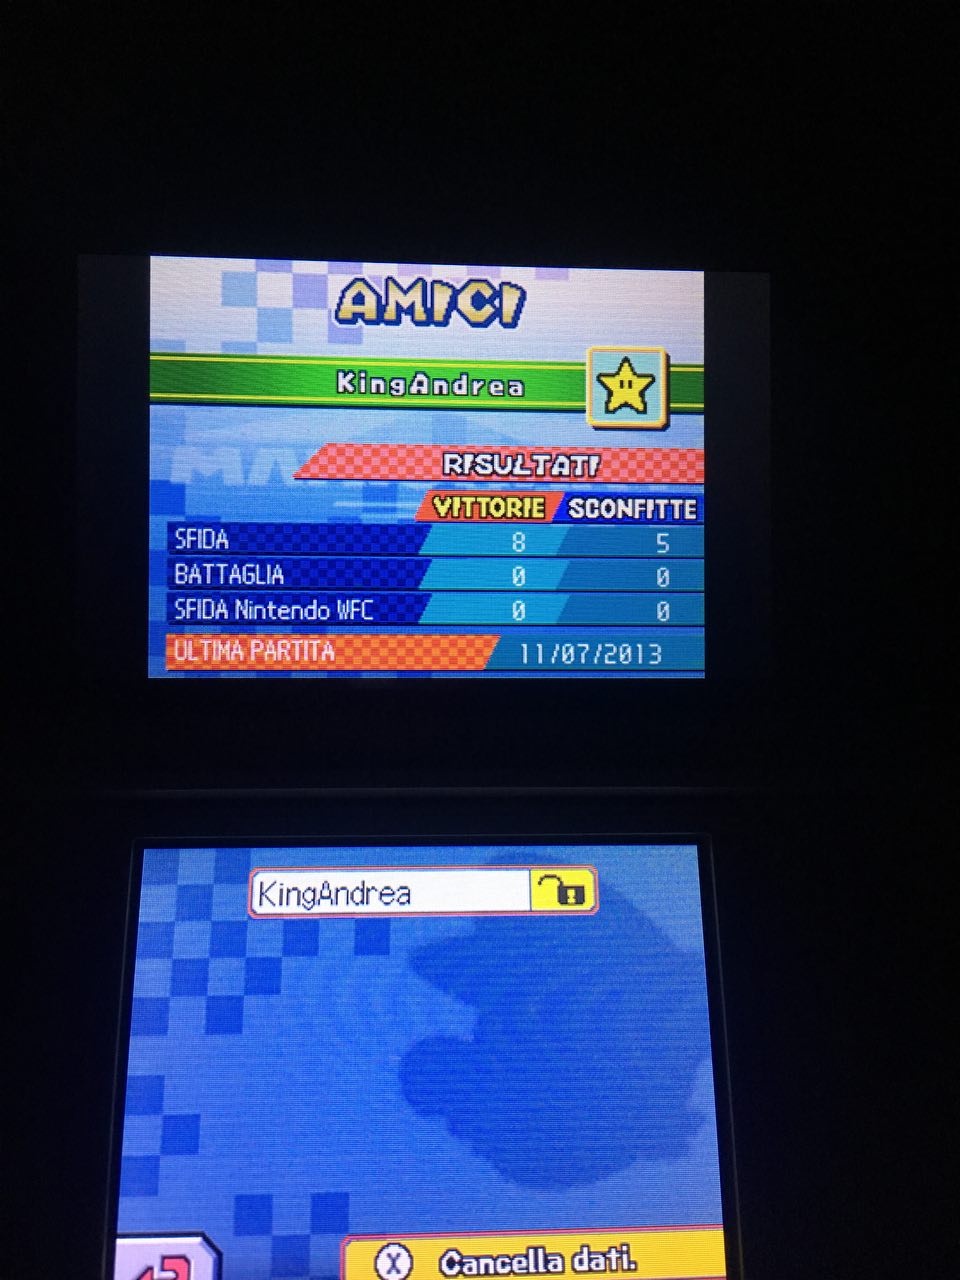 AMICI
KingAndrea
RISULTATI
VITTORIE SCONFITTE
SFIDA 8 5
BATTAGLIA 0 0
SFIDA Nintendo WFC 0 0
ULTIMA PARTITA 11/07/2013
KingAndrea
X Cancella dati.